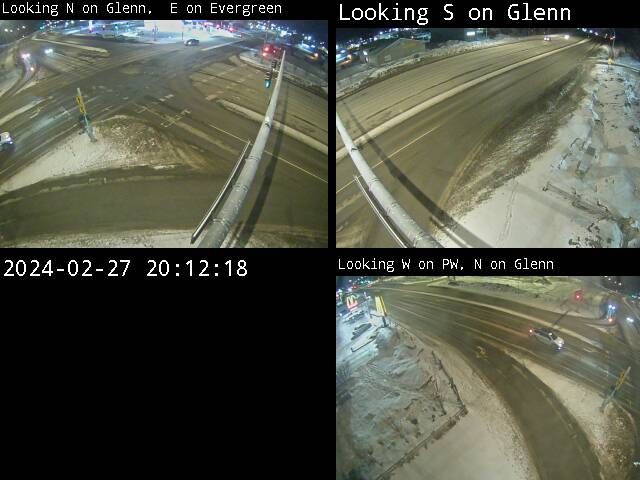 Looking N on Glenn, E on Evergreen
Looking S on Glenn
2024-02-27 20:12:18
Looking W on PW, N on Glenn